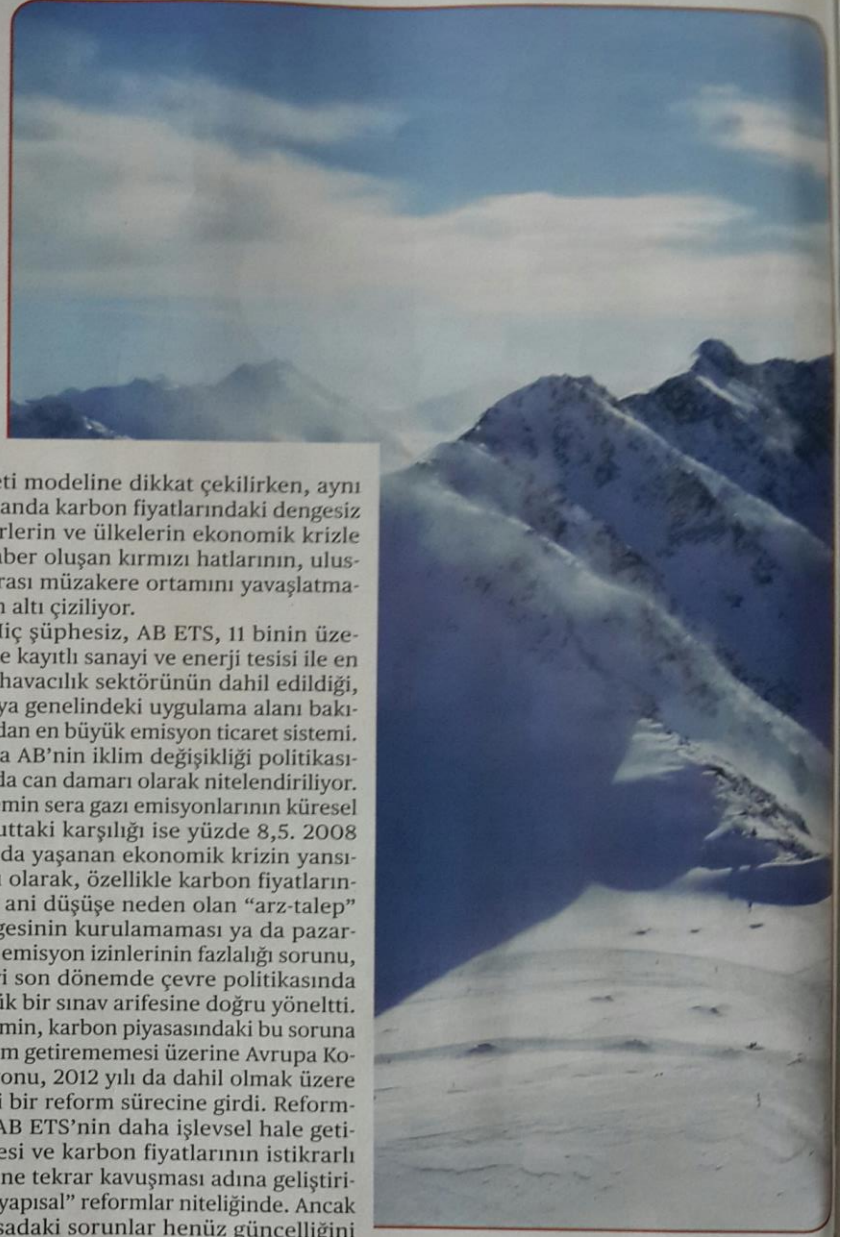 eti modeline dikkat çekilirken, aynı
anda karbon fiyatlarındaki dengesiz
rlerin ve ülkelerin ekonomik krizle
ber oluşan kırmızı hatlarının, ulus-
rası müzakere ortamını yavaşlatma-
n altı çiziliyor.
Hiç şüphesiz, AB ETS, 11 binin üze-
e kayıtlı sanayi ve enerji tesisi ile en
havacılık sektörünün dahil edildiği,
ya genelindeki uygulama alanı bakı-
dan en büyük emisyon ticaret sistemi.
a AB’nin iklim değişikliği politikası-
da can damarı olarak nitelendiriliyor.
min sera gazı emisyonlarının küresel
uttaki karşılığı ise yüzde 8,5. 2008
da yaşanan ekonomik krizin yansı-
ı olarak, özellikle karbon fiyatların-
ani düşüşe neden olan “arz-talep”
gesinin kurulamaması ya da pazar-
emisyon izinlerinin fazlalığı sorunu,
i son dönemde çevre politikasında
ük bir sınav arifesine doğru yöneltti.
min, karbon piyasasındaki bu soruna
m getirememesi üzerine Avrupa Ko-
onu, 2012 yılı da dahil olmak üzere
i bir reform sürecine girdi. Reform-
AB ETS’nin daha işlevsel hale geti-
esi ve karbon fiyatlarının istikrarlı
ne tekrar kavuşması adına geliştiri-
yapısal” reformlar niteliğinde. Ancak
sadaki sorunlar henüz güncelliğini